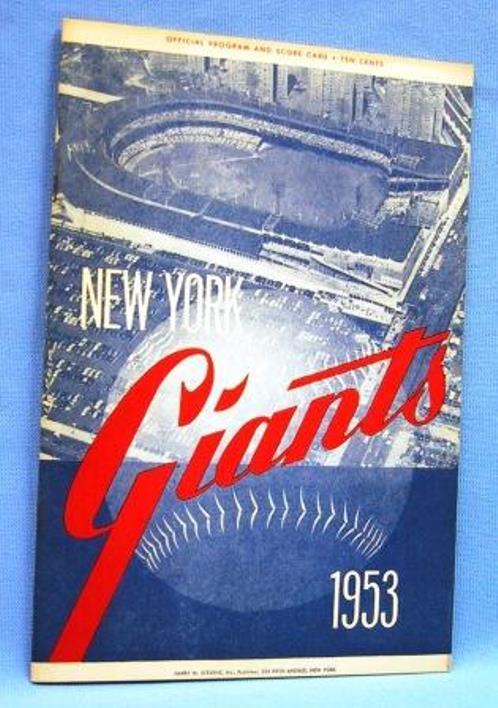 OFFICIAL PROGRAM AND SCORE CARD • TEN CENTS
NEW YORK
Giants
1953
HARRY M. STEVENS, Inc., Publisher, 320 FIFTH AVENUE, NEW YORK